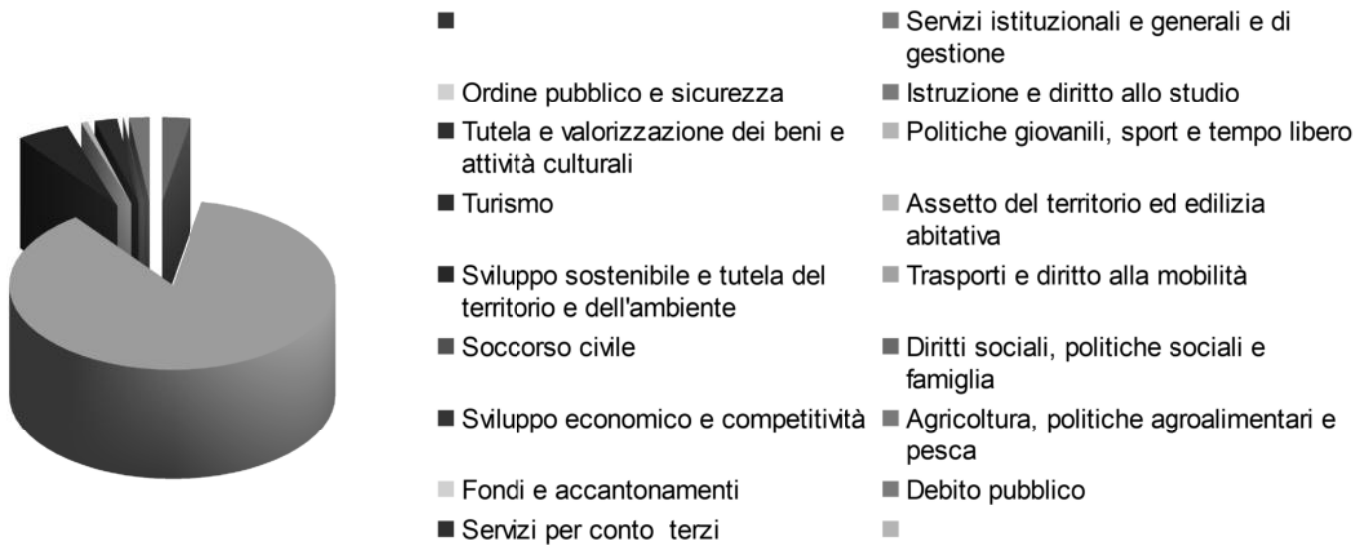 Servizi istituzionali e generali e di
gestione
Ordine pubblico e sicurezza
Istruzione e diritto allo studio
Tutela e valorizzazione dei beni e
attività culturali
Politiche giovanili, sport e tempo libero
Turismo
Assetto del territorio ed edilizia
abitativa
Sviluppo sostenibile e tutela del
territorio e dell'ambiente
Trasporti e diritto alla mobilità
Soccorso civile
Diritti sociali, politiche sociali e
famiglia
Sviluppo economico e competitività
Agricoltura, politiche agroalimentari e
pesca
Fondi e accantonamenti
Debito pubblico
Servizi per conto terzi